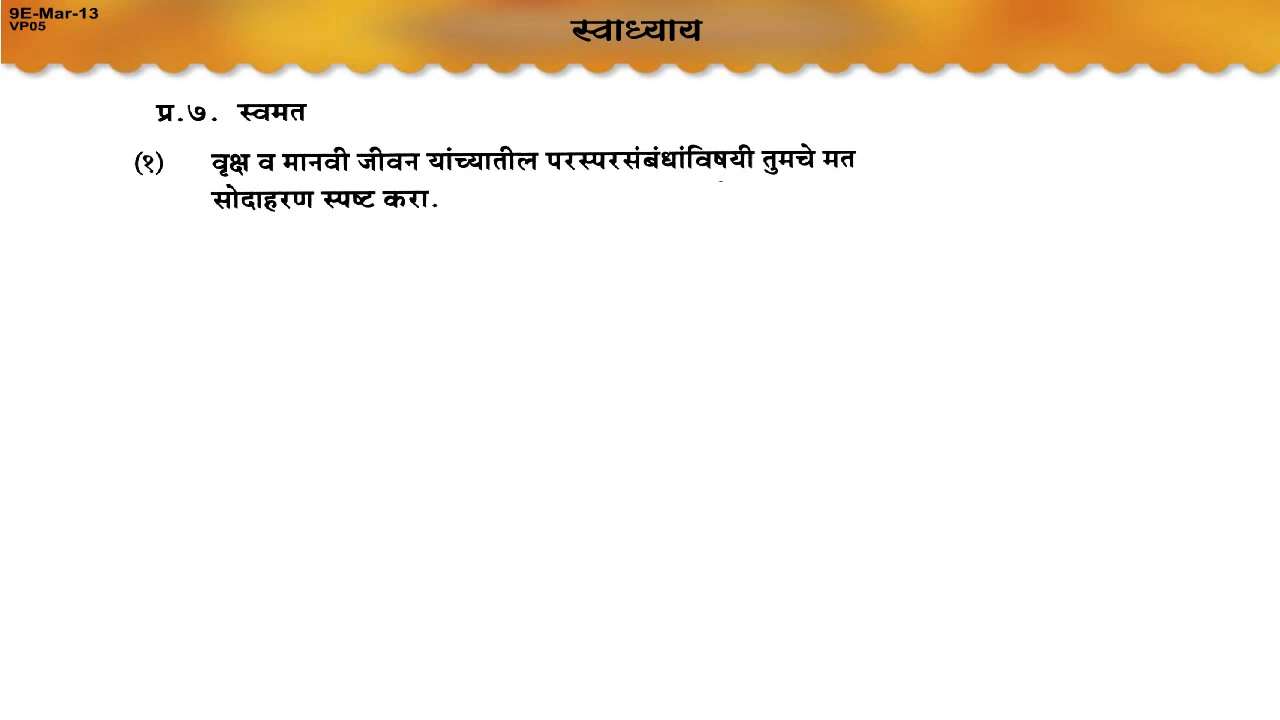 9E-Mar-13
VP05
स्वाध्याय
प्र.७. स्वमत
(१) वृक्ष व मानवी जीवन यांच्यातील परस्परसंबंधांविषयी तुमचे मत
सोदाहरण स्पष्ट करा.